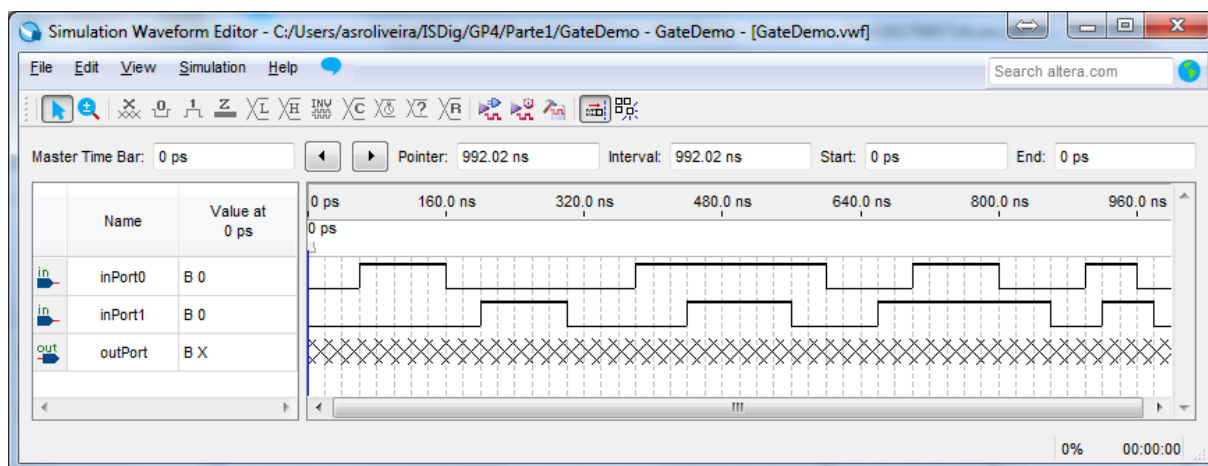 Simulation Waveform Editor - C:/Users/asroliveira/ISDig/GP4/Parte1/GateDemo - GateDemo - [GateDemo.vwf]
File Edit View Simulation Help
Search altera.com
Master Time Bar: 0 ps Pointer: 992.02 ns Interval: 992.02 ns Start: 0 ps End: 0 ps
Name Value at 0 ps
0 ps 160.0 ns 320.0 ns 480.0 ns 640.0 ns 800.0 ns 960.0 ns
0 ps
in inPort0 B 0
in inPort1 B 0
out outPort B X
0% 00:00:00